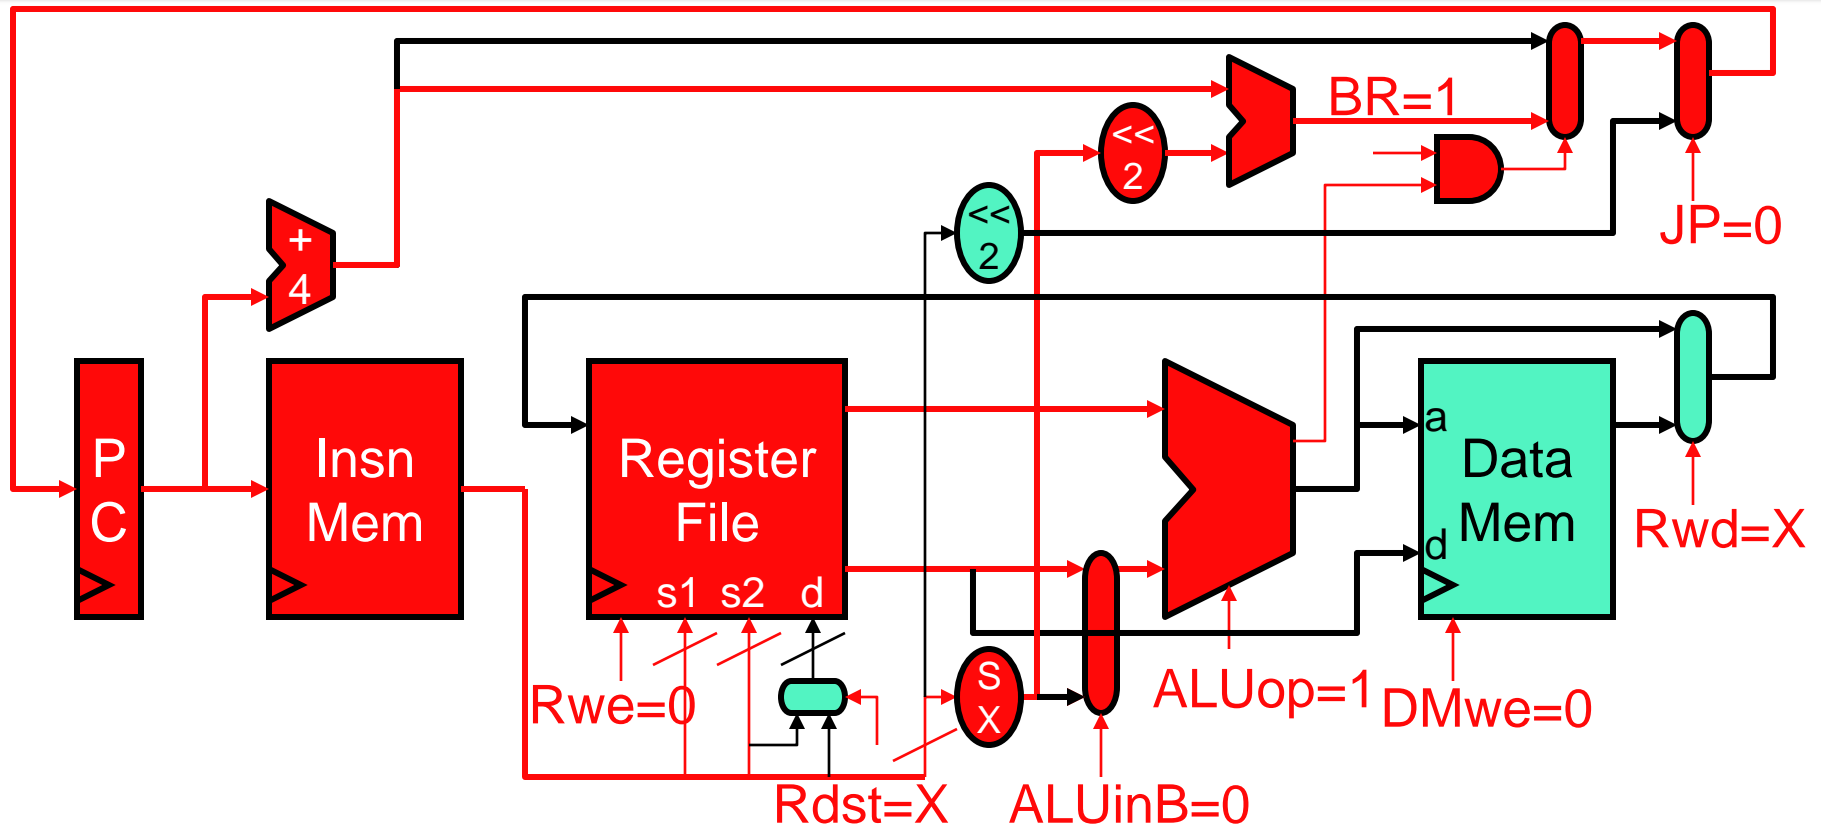 BR=1
<<
2
<<
2
JP=0
+
4
P
C
Insn
Mem
Register
File
s1 s2 d
a
Data
Mem
d
Rwd=X
S
X
Rwe=0
ALUop=1
DMwe=0
Rdst=X
ALUinB=0